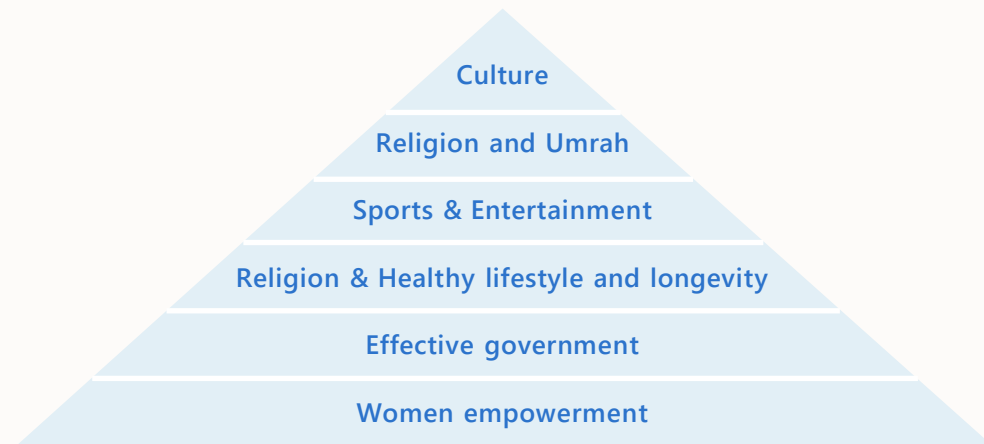 Culture
Religion and Umrah
Sports & Entertainment
Religion & Healthy lifestyle and longevity
Effective government
Women empowerment